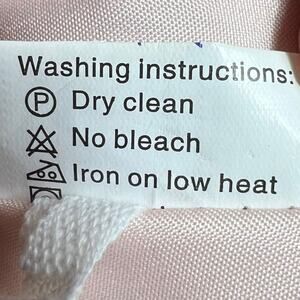 Washing instructions:
Ⓟ Dry clean
No bleach
Iron on low heat